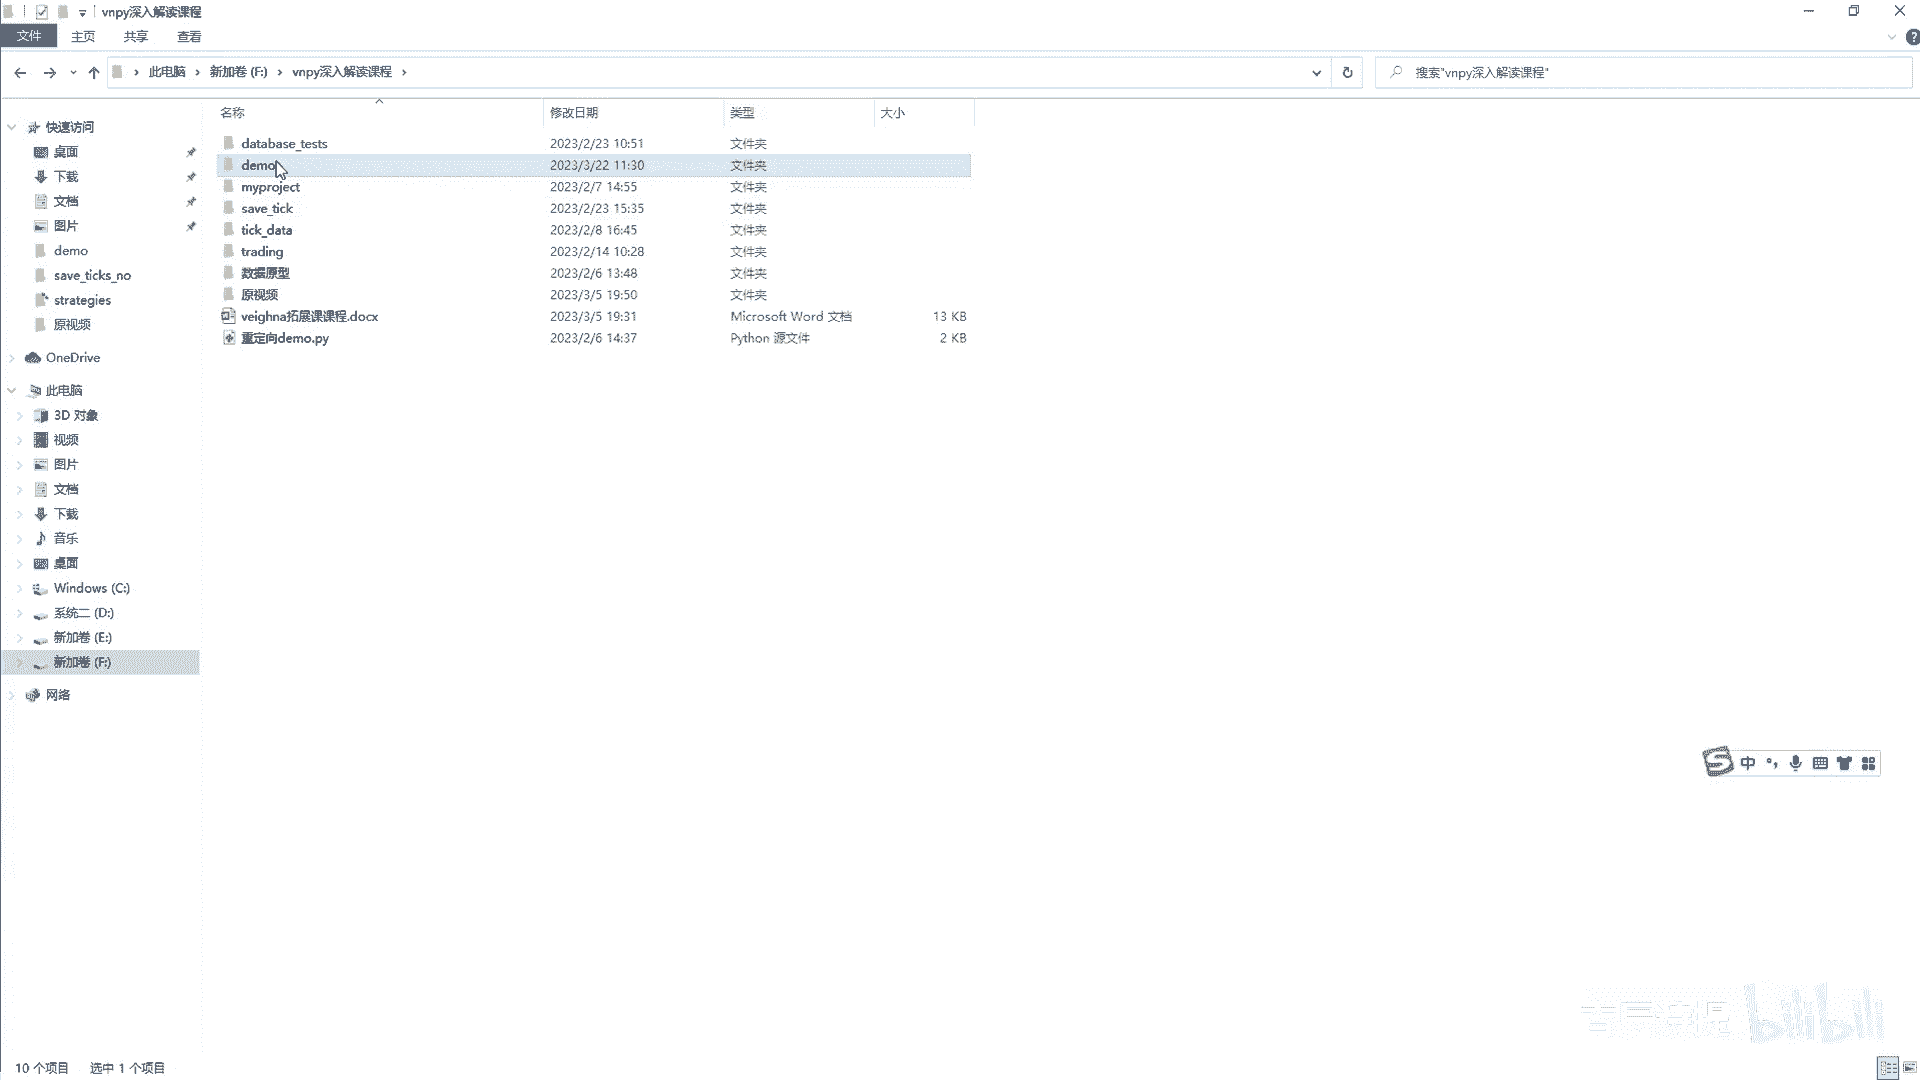 vnpy深入解读课程
文件 主页 共享 查看
此电脑 新加卷 (F:) vnpy深入解读课程
搜索"vnpy深入解读课程"
名称 修改日期 类型 大小
快速访问
桌面
下载
文档
图片
demo
save_ticks_no
strategies
原视频
OneDrive
此电脑
3D 对象
视频
图片
文档
下载
音乐
桌面
Windows (C:)
系统二 (D:)
新加卷 (E:)
新加卷 (F:)
网络
database_tests 2023/2/23 10:51 文件夹
demo 2023/3/22 11:30 文件夹
myproject 2023/2/7 14:55 文件夹
save_tick 2023/2/23 15:35 文件夹
tick_data 2023/2/8 16:45 文件夹
trading 2023/2/14 10:28 文件夹
数据原型 2023/2/6 13:48 文件夹
原视频 2023/3/5 19:50 文件夹
veighna拓展课课程.docx 2023/3/5 19:31 Microsoft Word 文档 13 KB
重定向demo.py 2023/2/6 14:37 Python 源文件 2 KB
中
bilibili
10 个项目 选中 1 个项目